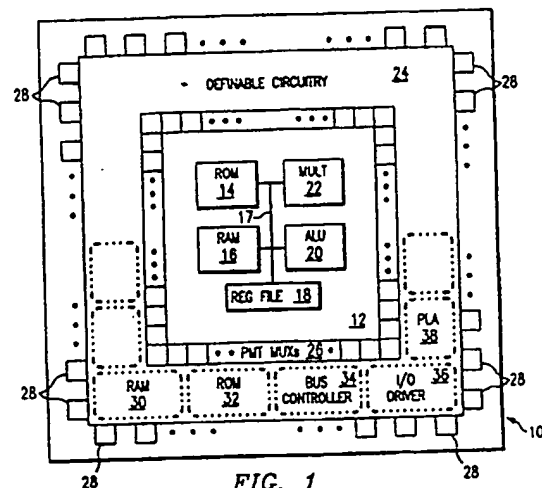 28
DEFINABLE CIRCUITRY 24
28
ROM 14
MULT 22
17
RAM 16
ALU 20
REG FILE 18
12
PMT MUXs 26
PLA 38
28
RAM 30
ROM 32
BUS CONTROLLER 34
I/O DRIVER 36
28
10
28
28
FIG. 1